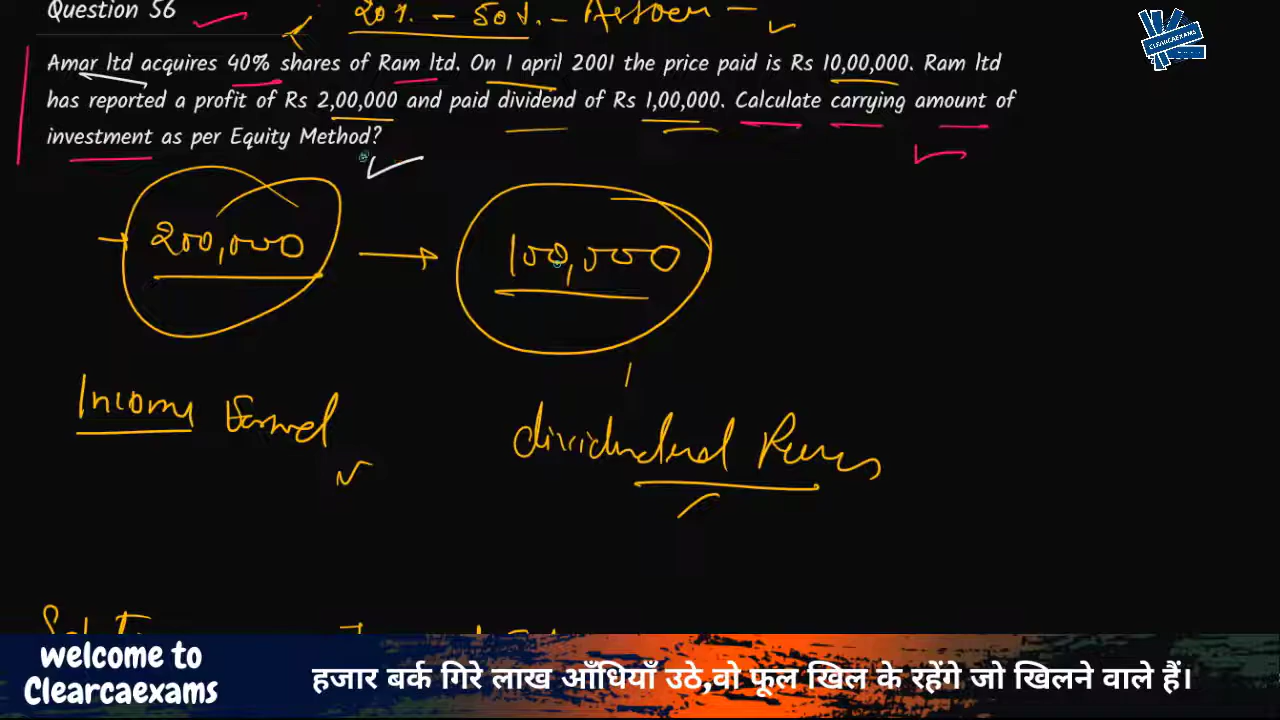 Question 56
20% - 50% -
Amar ltd acquires 40% shares of Ram ltd. On 1 april 2001 the price paid is Rs 10,00,000. Ram ltd
has reported a profit of Rs 2,00,000 and paid dividend of Rs 1,00,000. Calculate carrying amount of
investment as per Equity Method?
CLEARCAEXAMS
200,000 → 100,000
Income Earned
welcome to
Clearcaexams
हजार बर्क गिरे लाख आँधियाँ उठे,वो फूल खिल के रहेंगे जो खिलने वाले हैं।